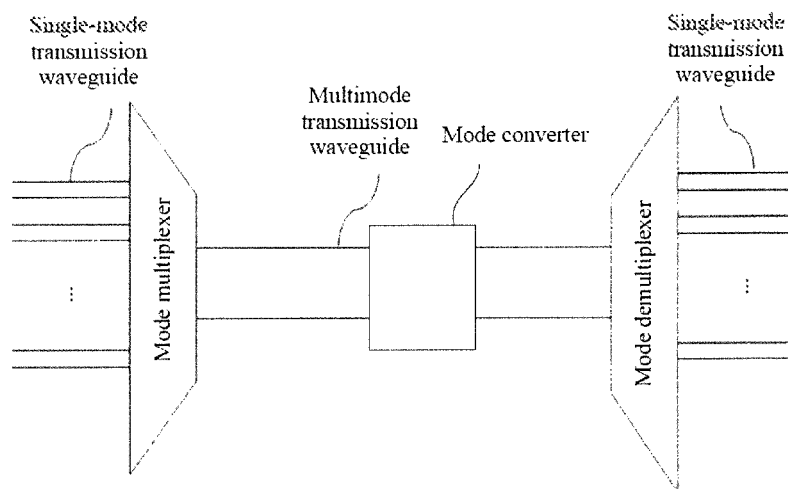 Single-mode
transmission
waveguide
Multimode
transmission
waveguide
Mode converter
Single-mode
transmission
waveguide
Mode multiplexer
Mode demultiplexer
...
...